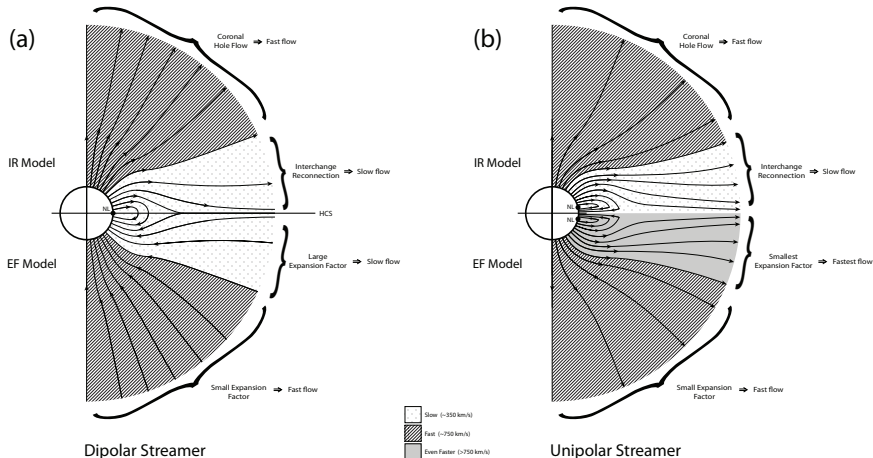 (a)
Coronal
Hole Flow ⇒ Fast flow
IR Model
Interchange
Reconnection ⇒ Slow flow
NL
HCS
EF Model
Large
Expansion Factor ⇒ Slow flow
Small Expansion
Factor ⇒ Fast flow
Dipolar Streamer
(b)
Coronal
Hole Flow ⇒ Fast flow
IR Model
Interchange
Reconnection ⇒ Slow flow
NL
NL
EF Model
Smallest
Expansion Factor ⇒ Fastest flow
Small Expansion
Factor ⇒ Fast flow
Unipolar Streamer
Slow (~350 km/s)
Fast (~750 km/s)
Even Faster (>750 km/s)